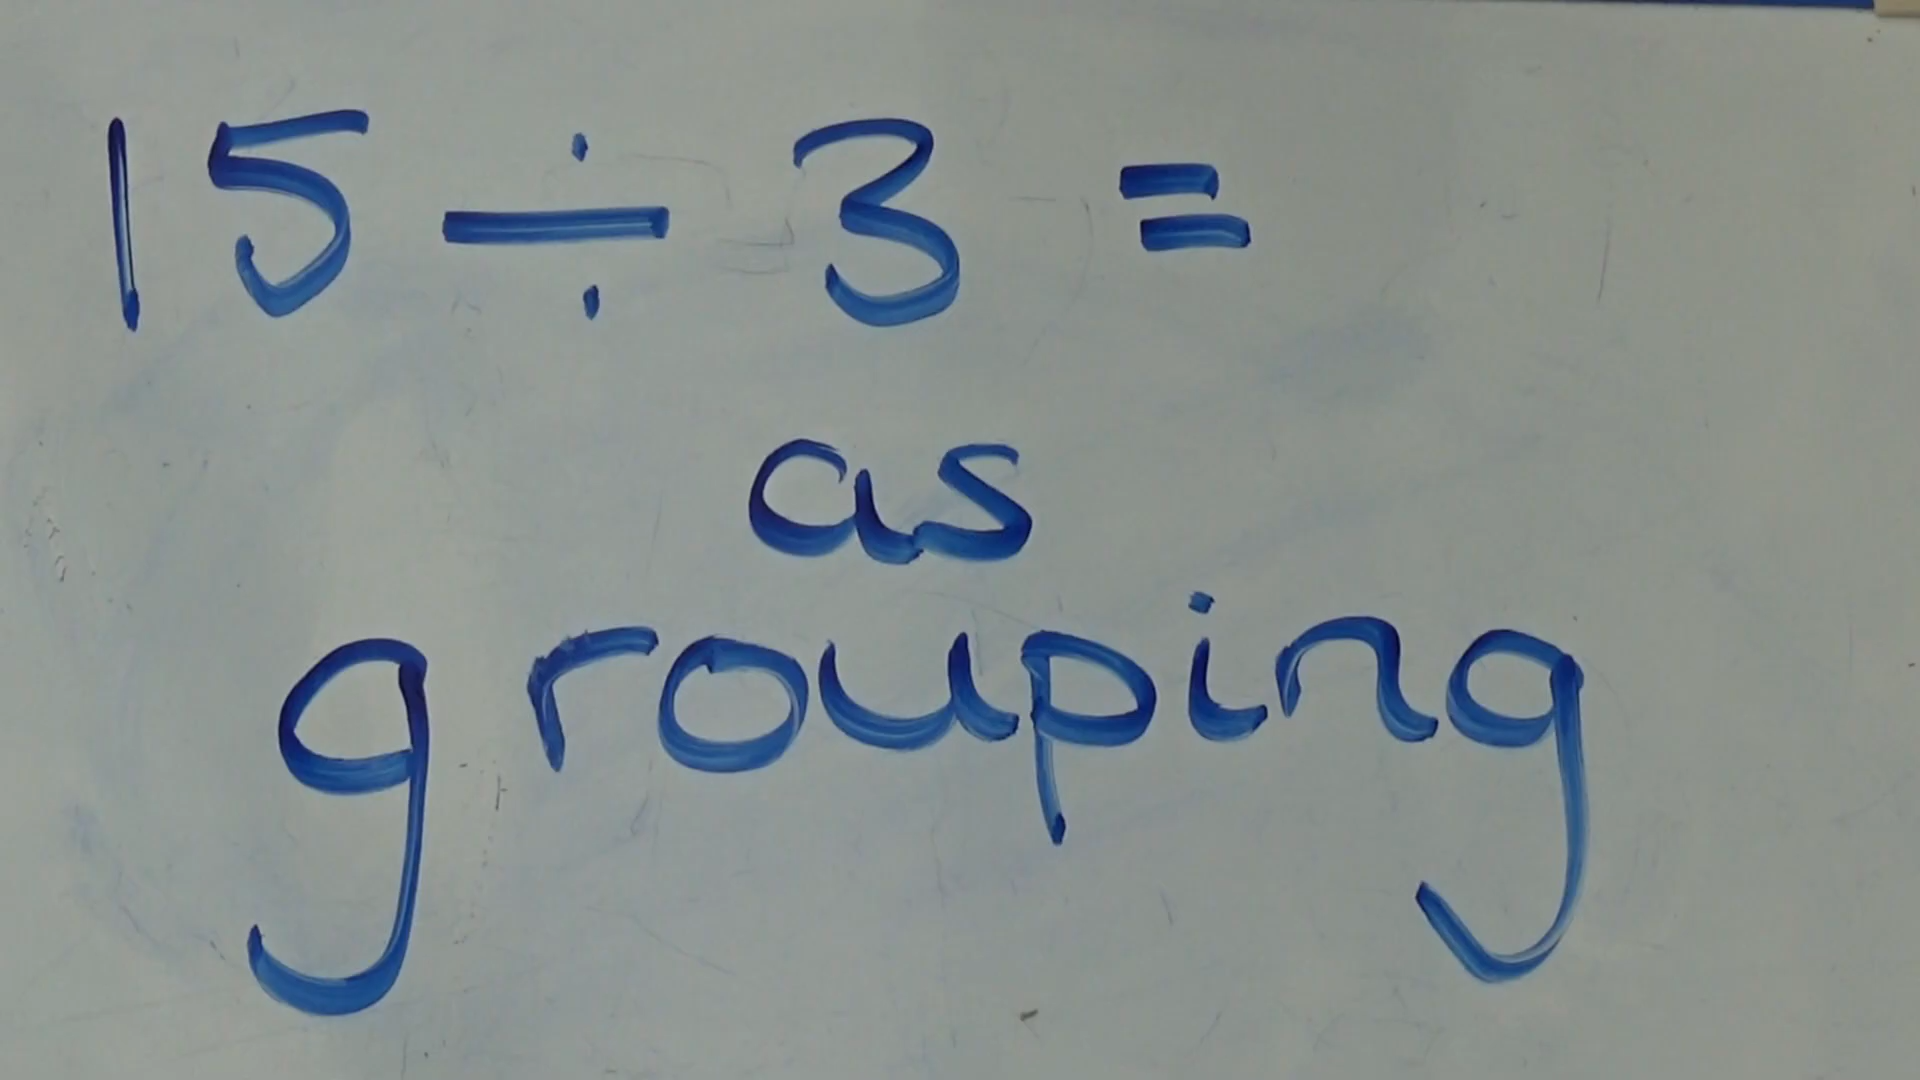 15 ÷ 3 =
as
grouping